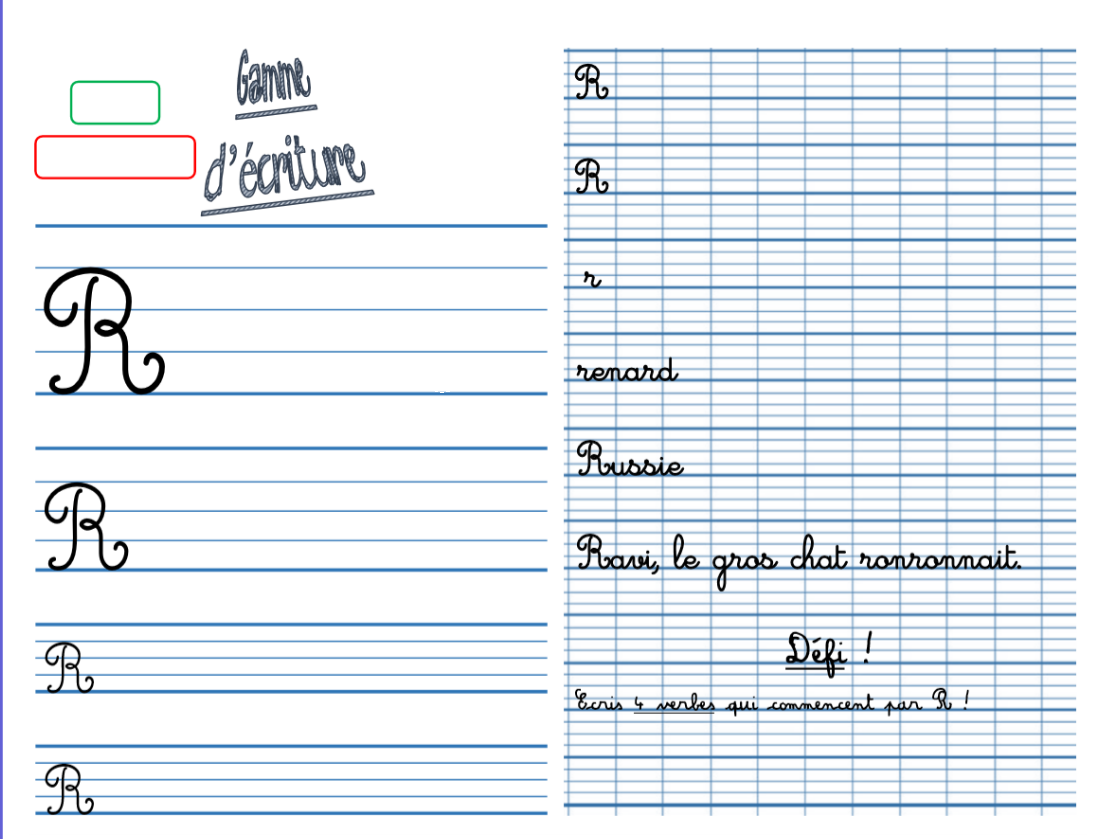 Gamme
d'écriture
R
R
R
R
R
R
r
renard
Russie
Ravi, le gros chat ronronnait.
Défi !
Ecris 4 verbes qui commencent par R !